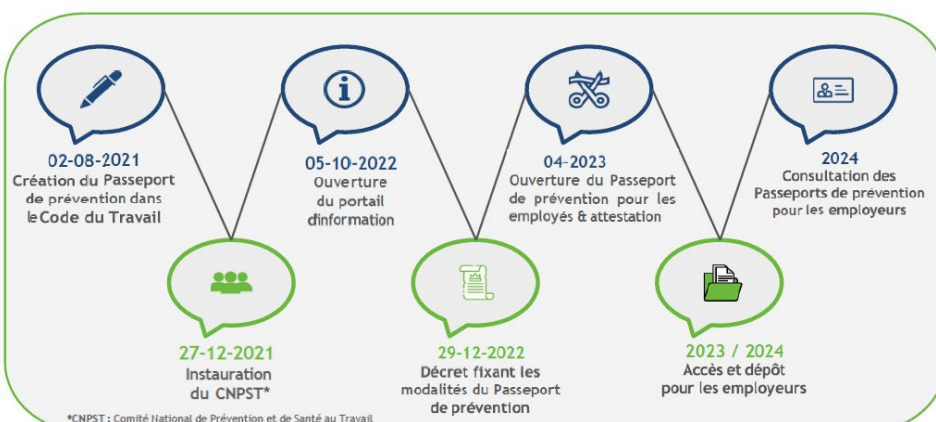 02-08-2021
Création du Passeport
de prévention dans
le Code du Travail
05-10-2022
Ouverture
du portail
d'information
04-2023
Ouverture du Passeport
de prévention pour les
employés & attestation
2024
Consultation des
Passeports de prévention
pour les employeurs
27-12-2021
Instauration
du CNPST*
29-12-2022
Décret fixant les
modalités du Passeport
de prévention
2023 / 2024
Accès et dépôt
pour les employeurs
*CNPST : Comité National de Prévention et de Santé au Travail